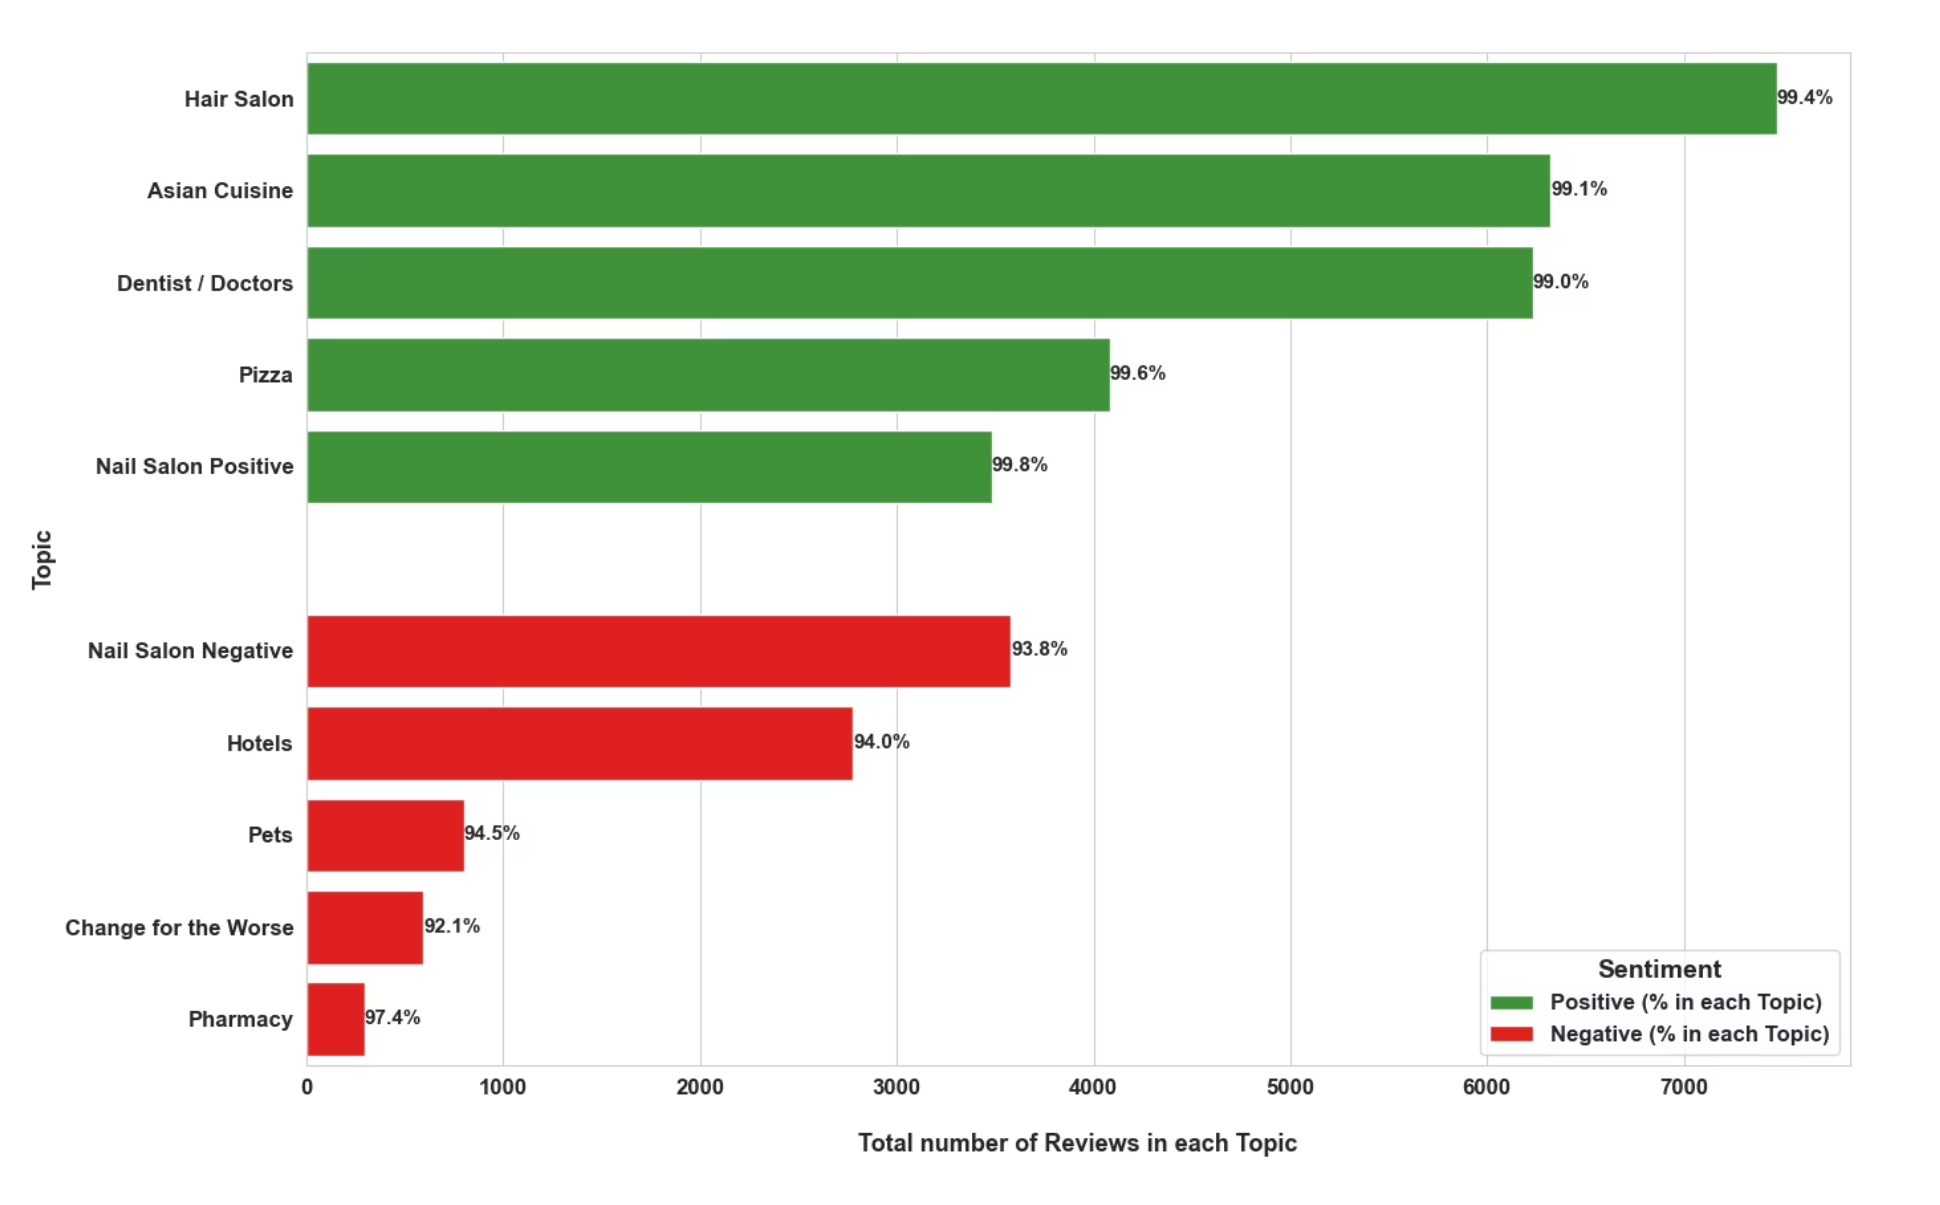 Hair Salon
99.4%
Asian Cuisine
99.1%
Dentist / Doctors
99.0%
Pizza
99.6%
Nail Salon Positive
99.8%
Topic
Nail Salon Negative
93.8%
Hotels
94.0%
Pets
94.5%
Change for the Worse
92.1%
Pharmacy
97.4%
Sentiment
Positive (% in each Topic)
Negative (% in each Topic)
0 1000 2000 3000 4000 5000 6000 7000
Total number of Reviews in each Topic